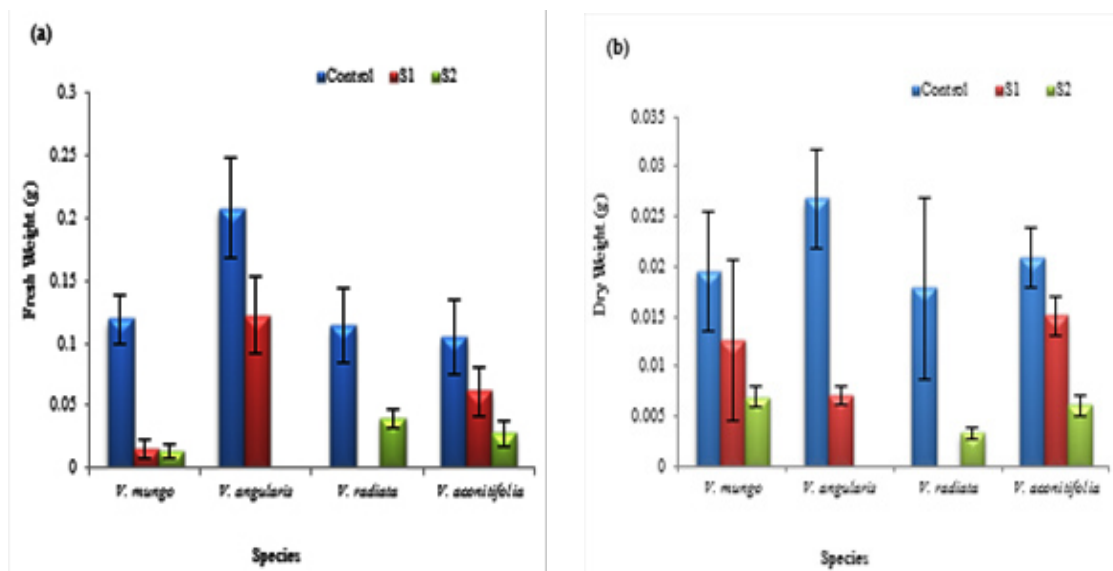 (a)
Control S1 S2
0.3
0.25
0.2
0.15
0.1
0.05
0
Fresh Weight (g)
V. mungo V. angularis V. radiata V. aconitifolia
Species
(b)
Control S1 S2
0.035
0.03
0.025
0.02
0.015
0.01
0.005
0
Dry Weight (g)
V. mungo V. angularis V. radiata V. aconitifolia
Species